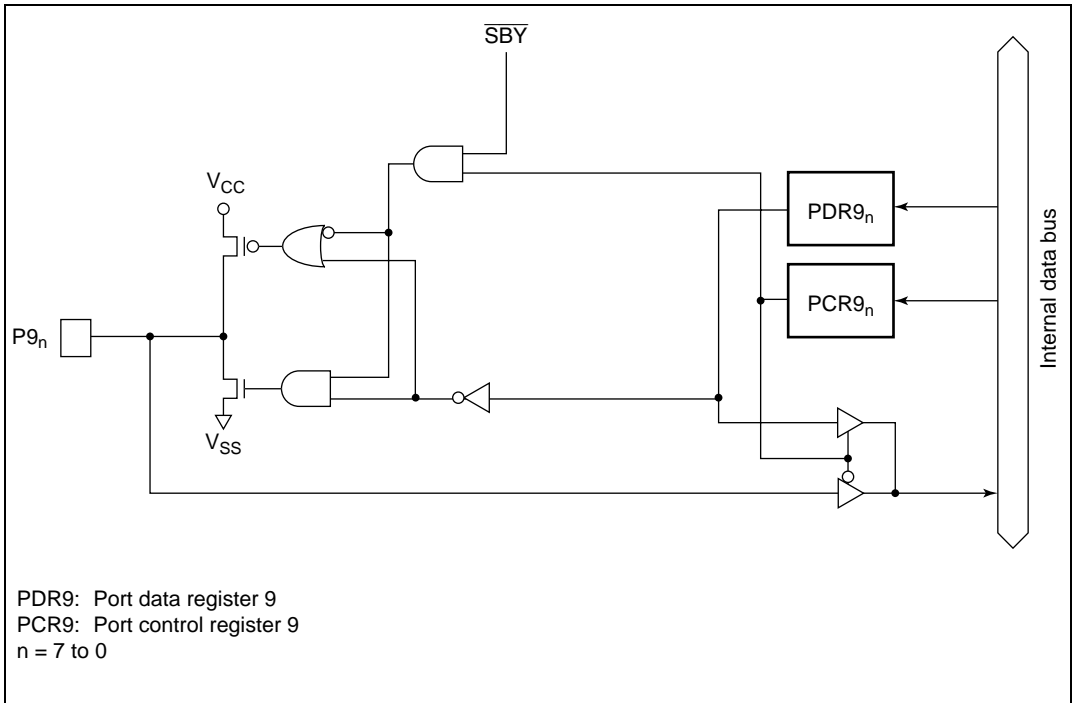 SBY
VCC
PDR9n
PCR9n
P9n
VSS
Internal data bus
PDR9: Port data register 9
PCR9: Port control register 9
n = 7 to 0